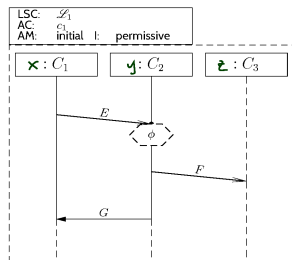 LSC: ℒ₁
AC: c₁
AM: initial I: permissive
x : C₁ y : C₂ z : C₃
E
ϕ
F
G